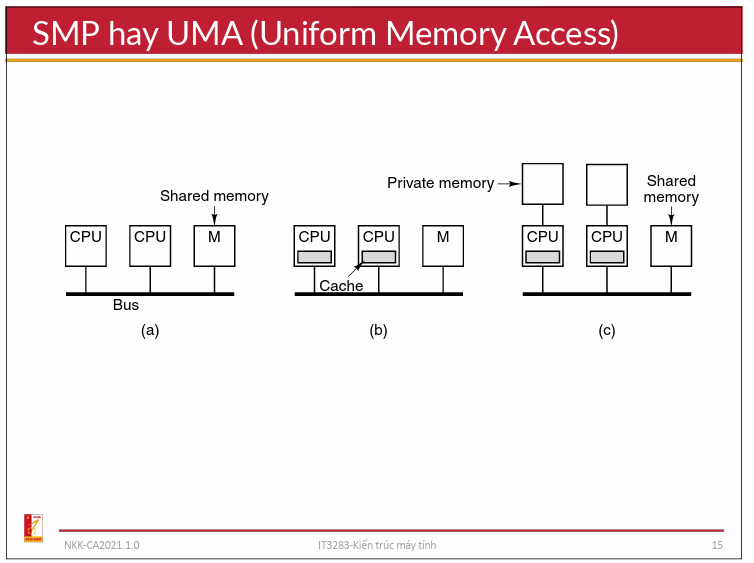 SMP hay UMA (Uniform Memory Access)
Shared memory
CPU CPU M
Bus
(a)
CPU CPU M
Cache
(b)
Private memory
Shared
memory
CPU CPU M
(c)
NKK-CA2021.1.0 IT3283-Kiến trúc máy tính 15